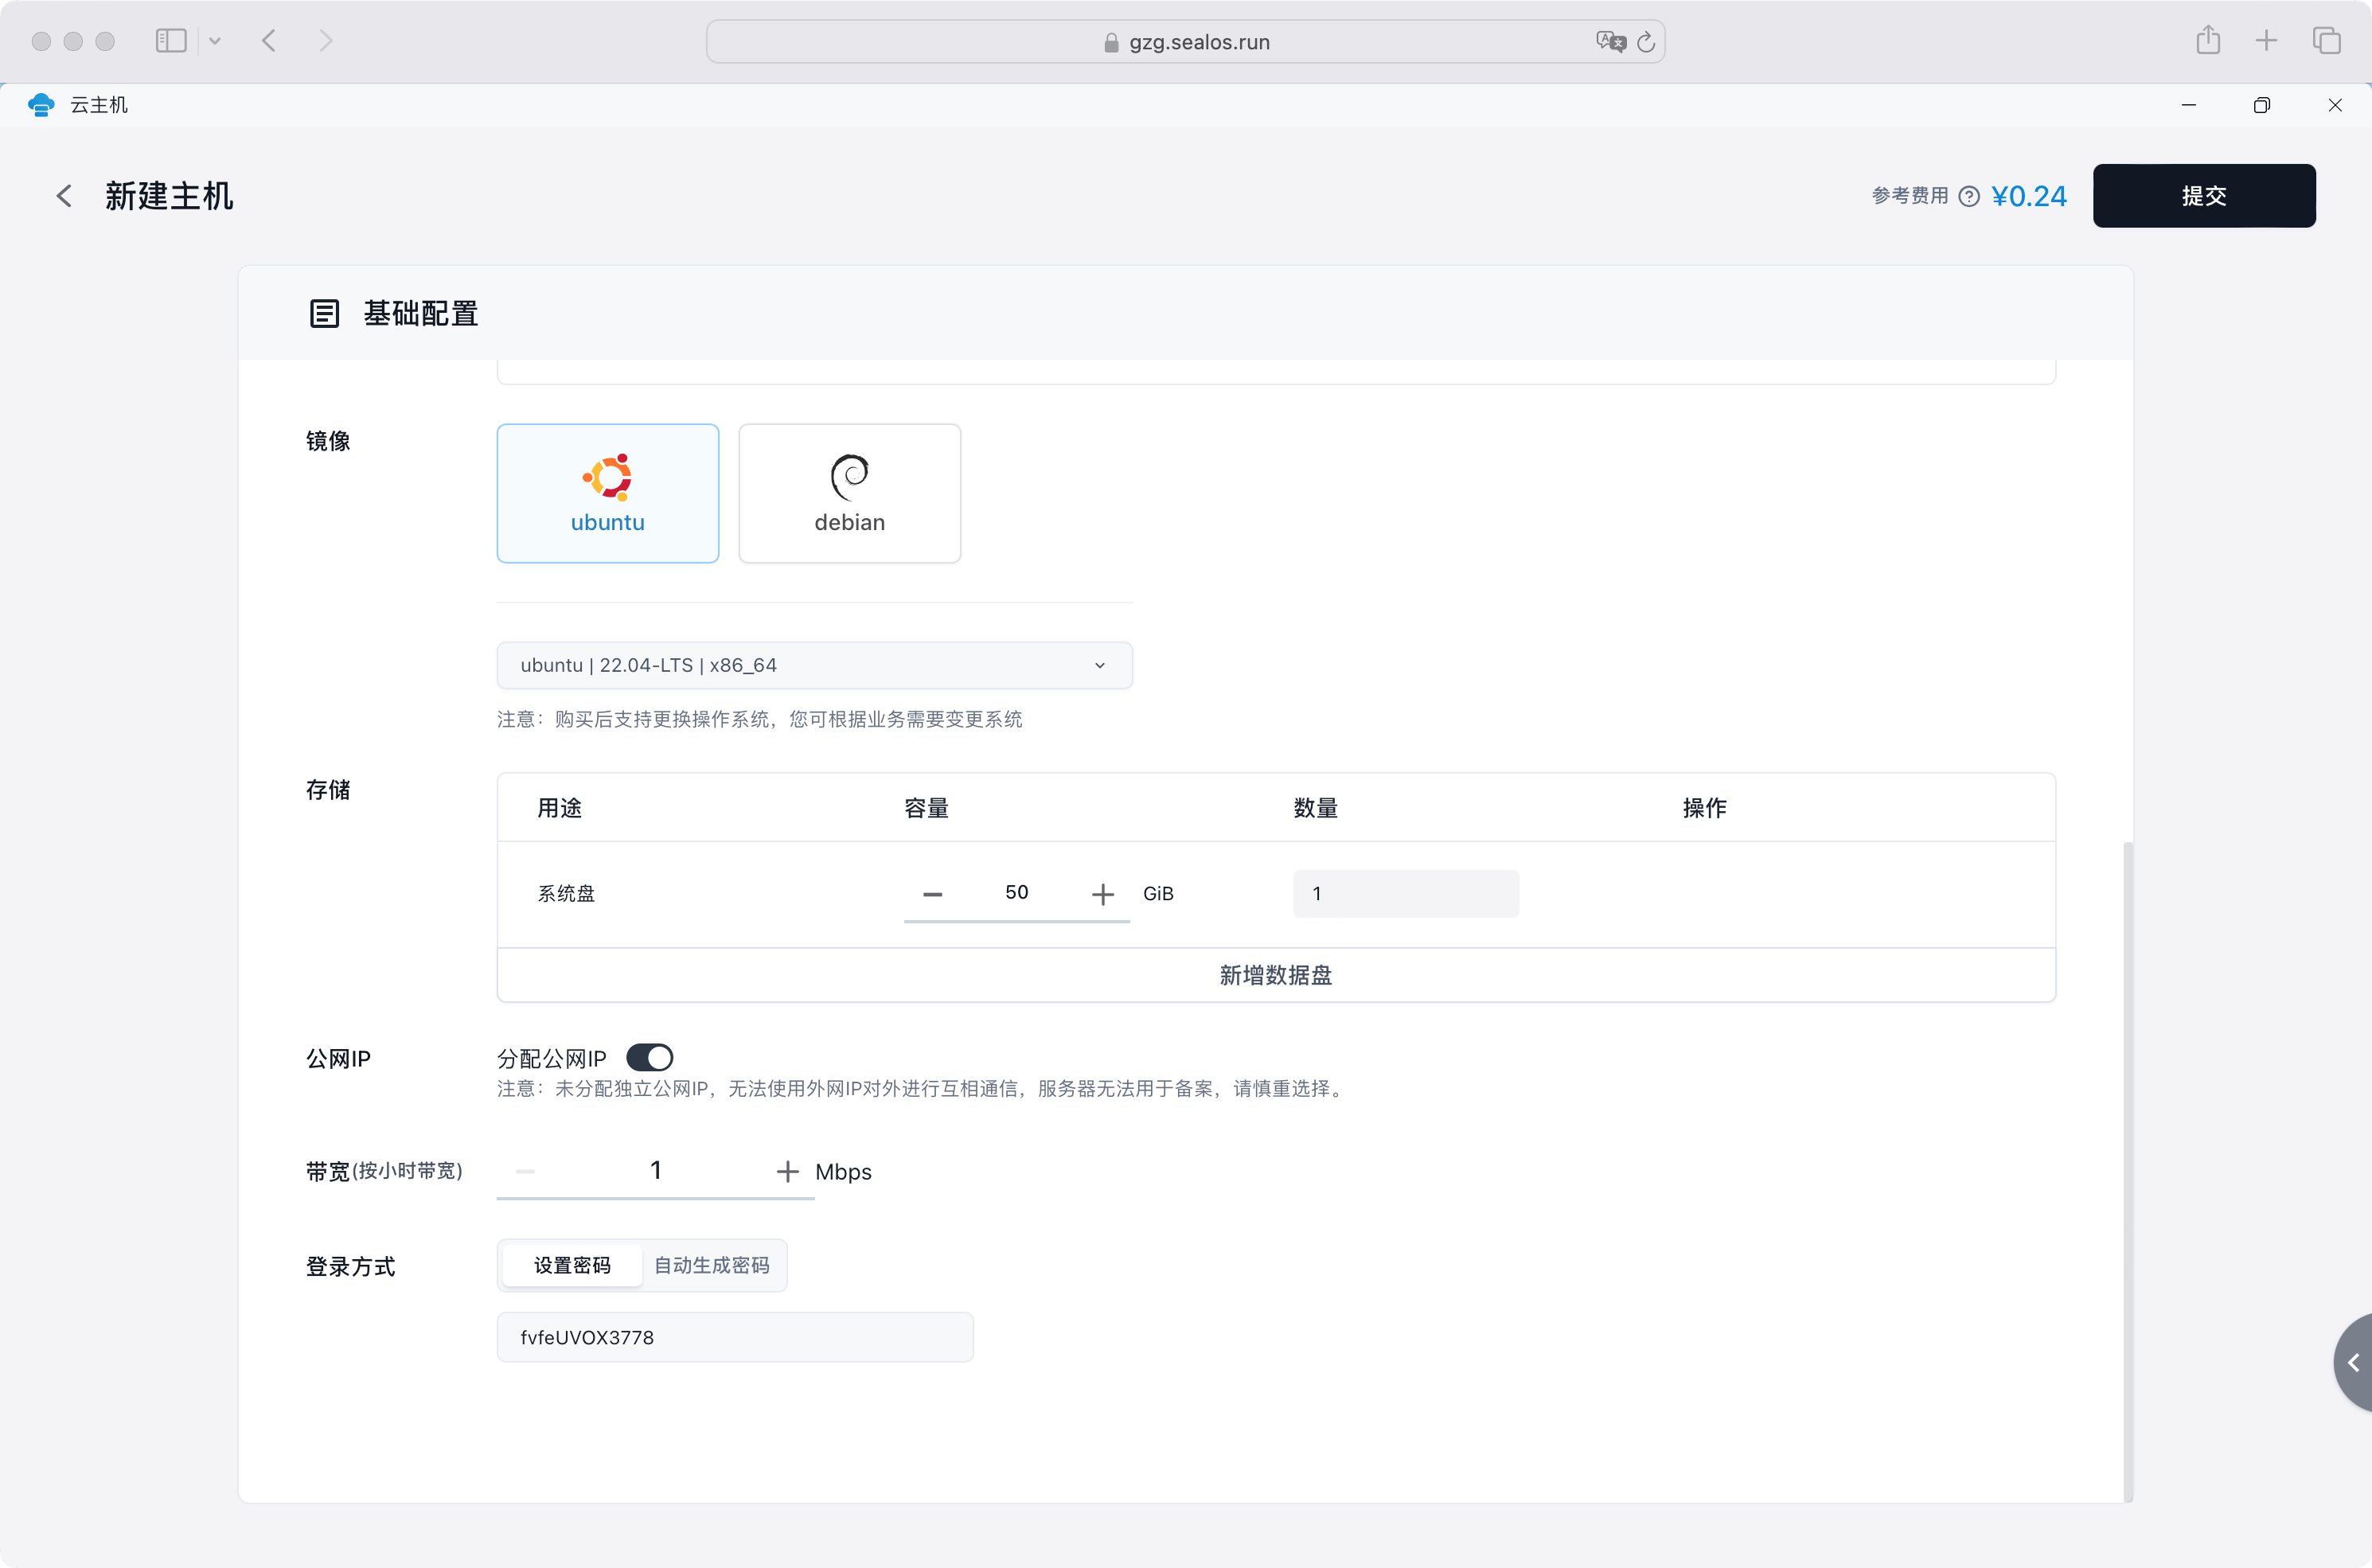 gzg.sealos.run
云主机
新建主机
参考费用 ¥0.24 提交
基础配置
镜像
ubuntu
debian
ubuntu | 22.04-LTS | x86_64
注意：购买后支持更换操作系统，您可根据业务需要变更系统
存储
用途 容量 数量 操作
系统盘 50 GiB 1
新增数据盘
公网IP 分配公网IP
注意：未分配独立公网IP，无法使用外网IP对外进行互相通信，服务器无法用于备案，请慎重选择。
带宽(按小时带宽) 1 Mbps
登录方式 设置密码 自动生成密码
fvfeUVOX3778